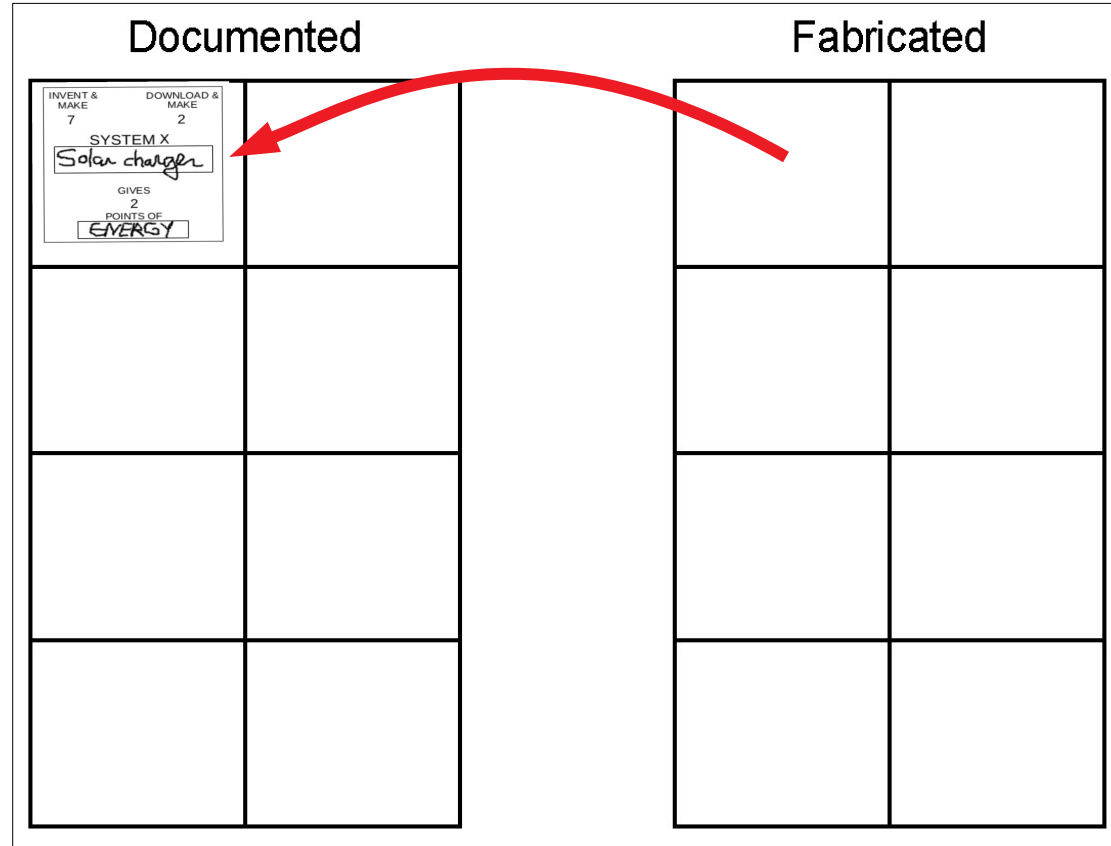 Documented
Fabricated
INVENT & MAKE
7
DOWNLOAD & MAKE
2
SYSTEM X
Solar charger
GIVES
2
POINTS OF
ENERGY